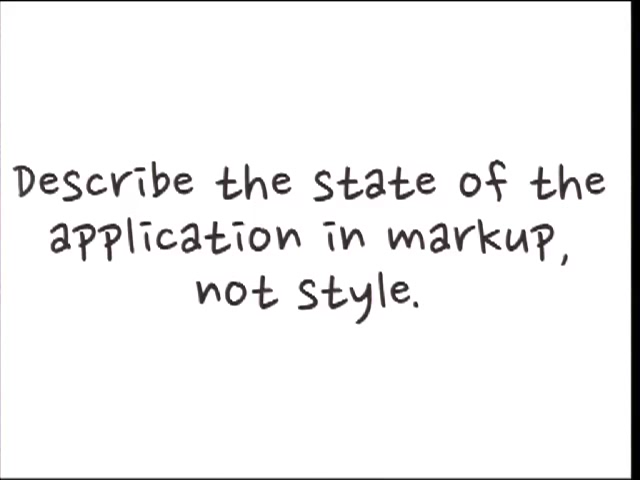 Describe the state of the
application in markup,
not style.